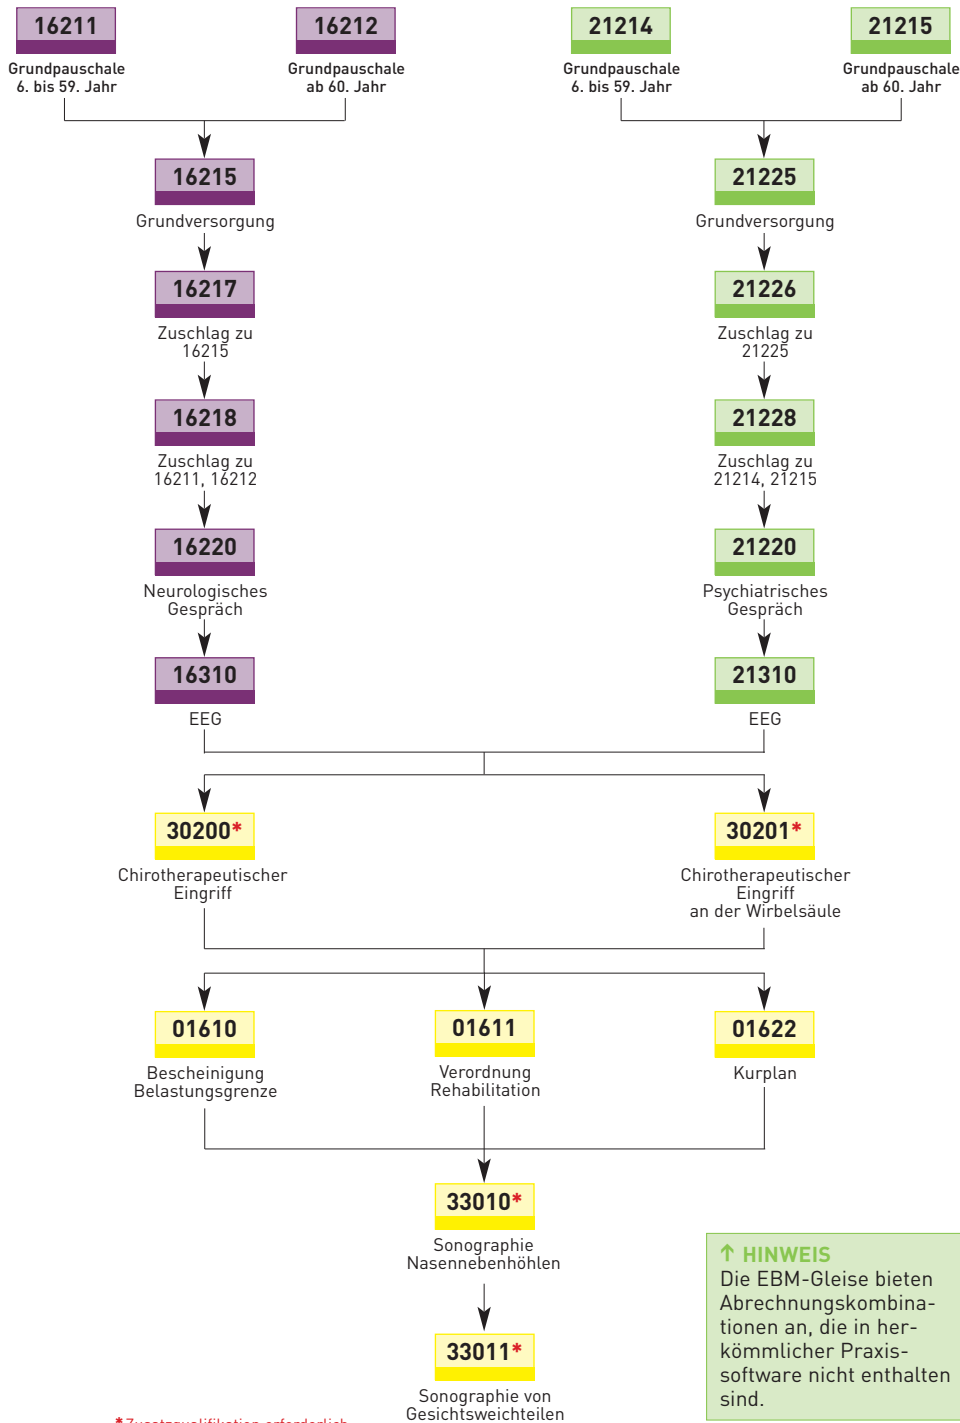 16211
16212
21214
21215
Grundpauschale
6. bis 59. Jahr
Grundpauschale
ab 60. Jahr
Grundpauschale
6. bis 59. Jahr
Grundpauschale
ab 60. Jahr
16215
Grundversorgung
21225
Grundversorgung
16217
Zuschlag zu
16215
21226
Zuschlag zu
21225
16218
Zuschlag zu
16211, 16212
21228
Zuschlag zu
21214, 21215
16220
Neurologisches
Gespräch
21220
Psychiatrisches
Gespräch
16310
EEG
21310
EEG
30200*
Chirotherapeutischer
Eingriff
30201*
Chirotherapeutischer
Eingriff
an der Wirbelsäule
01610
Bescheinigung
Belastungsgrenze
01611
Verordnung
Rehabilitation
01622
Kurplan
33010*
Sonographie
Nasennebenhöhlen
33011*
Sonographie von
Gesichtsweichteilen
↑ HINWEIS
Die EBM-Gleise bieten
Abrechnungskombina-
tionen an, die in her-
kömmlicher Praxis-
software nicht enthalten
sind.
* Zusatzqualifikation erforderlich